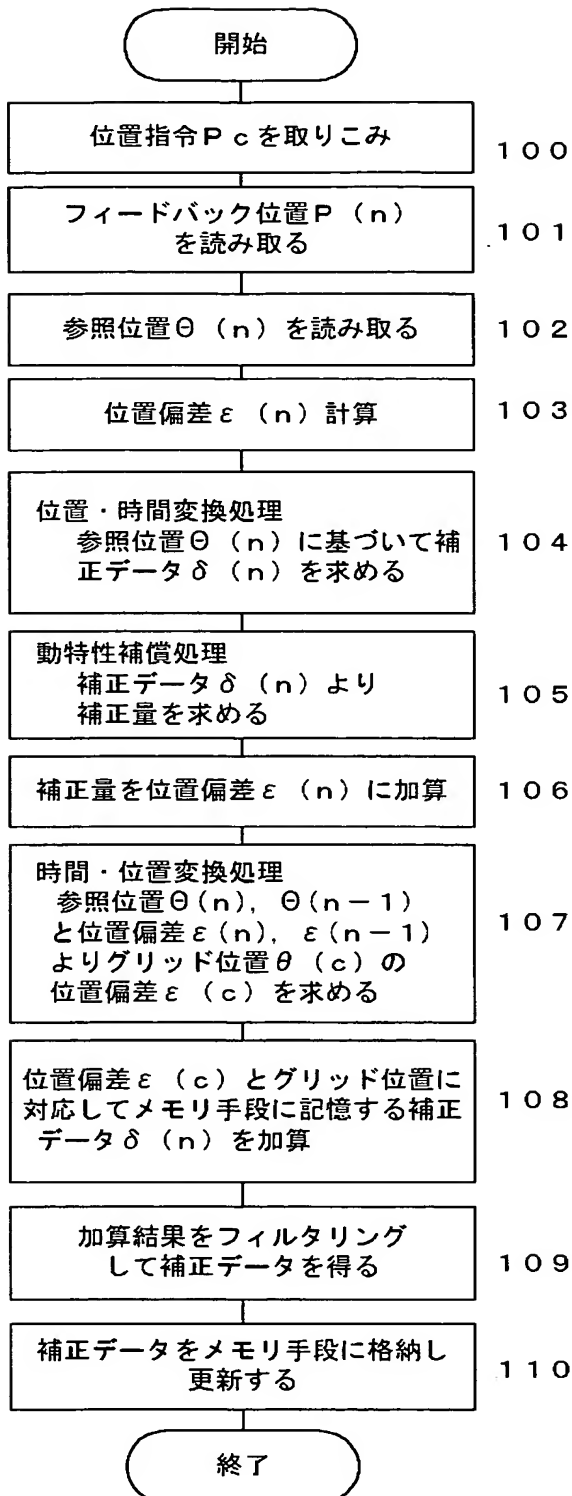 開始
位置指令Ｐｃを取りこみ
１００
フィードバック位置Ｐ（ｎ）
を読み取る
１０１
参照位置Θ（ｎ）を読み取る
１０２
位置偏差ε（ｎ）計算
１０３
位置・時間変換処理
参照位置Θ（ｎ）に基づいて補
正データδ（ｎ）を求める
１０４
動特性補償処理
補正データδ（ｎ）より
補正量を求める
１０５
補正量を位置偏差ε（ｎ）に加算
１０６
時間・位置変換処理
参照位置Θ(ｎ)，Θ(ｎ－１)
と位置偏差ε(ｎ)，ε(ｎ－１)
よりグリッド位置θ（ｃ）の
位置偏差ε（ｃ）を求める
１０７
位置偏差ε（ｃ）とグリッド位置に
対応してメモリ手段に記憶する補正
データδ（ｎ）を加算
１０８
加算結果をフィルタリング
して補正データを得る
１０９
補正データをメモリ手段に格納し
更新する
１１０
終了